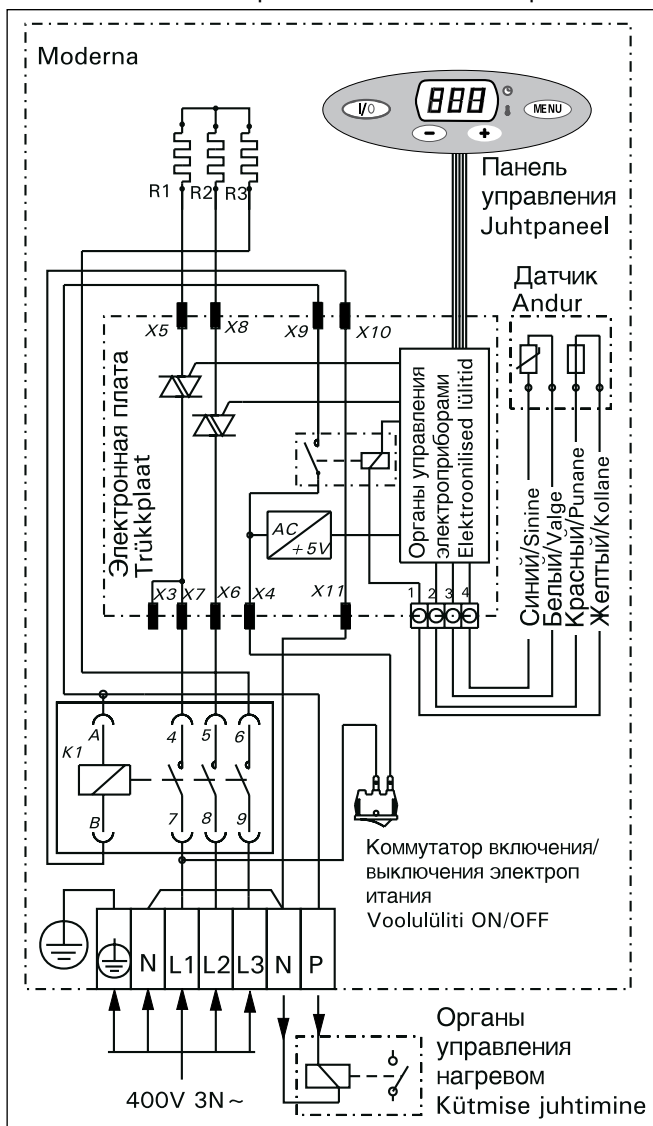 Moderna
I/O
888
MENU
−
+
Панель
управления
Juhtpaneel
R1
R2
R3
Датчик
Andur
X5
X8
X9
X10
Электронная плата
Trükkplaat
Органы управления
электроприборами
Elektroonilised lülitid
AC
+5V
X3
X7
X6
X4
X11
1
2
3
4
Синий/Sinine
Белый/Valge
Красный/Punane
Желтый/Kollane
A
4
5
6
K1
B
7
8
9
Коммутатор включения/
выключения электроп
итания
Voolulüliti ON/OFF
N
L1
L2
L3
N
P
400V 3N~
Органы
управления
нагревом
Kütmise juhtimine